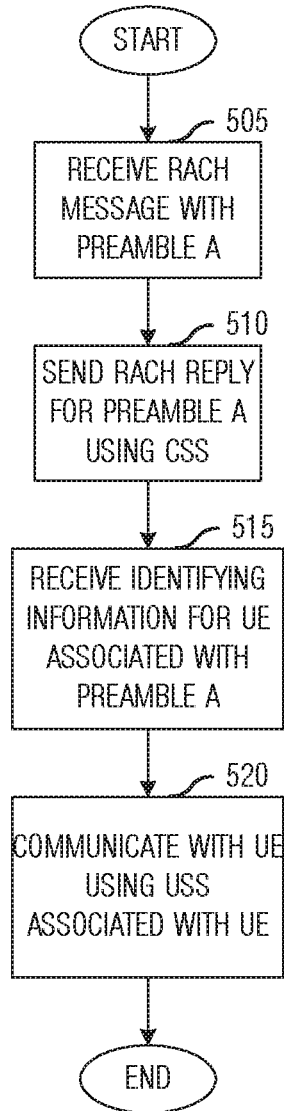 START
505
RECEIVE RACH
MESSAGE WITH
PREAMBLE A
510
SEND RACH REPLY
FOR PREAMBLE A
USING CSS
515
RECEIVE IDENTIFYING
INFORMATION FOR UE
ASSOCIATED WITH
PREAMBLE A
520
COMMUNICATE WITH UE
USING USS
ASSOCIATED WITH UE
END